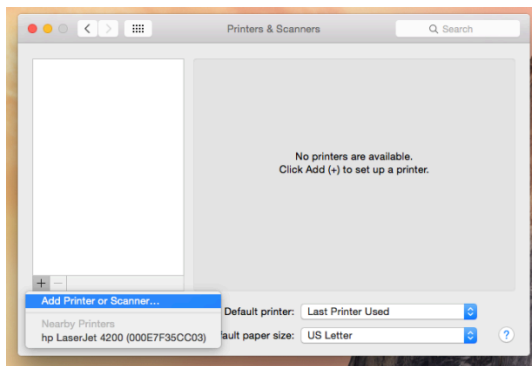 Printers & Scanners
Search
No printers are available.
Click Add (+) to set up a printer.
+ −
Add Printer or Scanner...
Nearby Printers
hp LaserJet 4200 (000E7F35CC03)
Default printer: Last Printer Used
fault paper size: US Letter
?